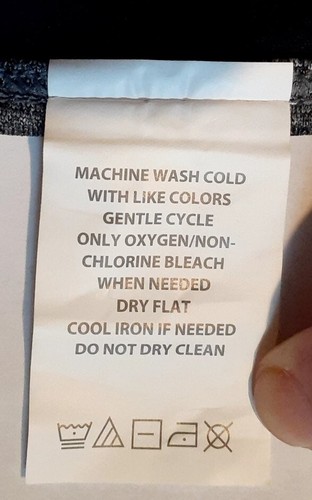 MACHINE WASH COLD
WITH LIKE COLORS
GENTLE CYCLE
ONLY OXYGEN/NON-
CHLORINE BLEACH
WHEN NEEDED
DRY FLAT
COOL IRON IF NEEDED
DO NOT DRY CLEAN